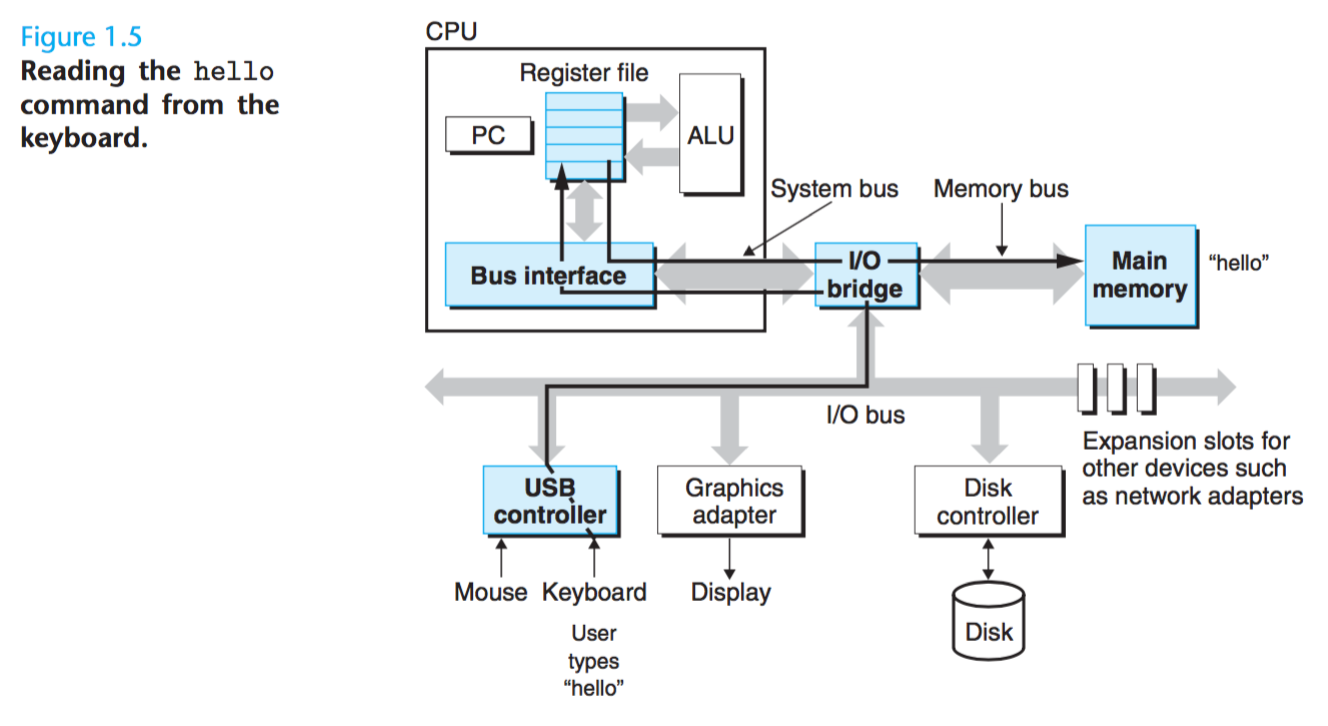 Figure 1.5
Reading the hello
command from the
keyboard.
CPU
Register file
PC
ALU
System bus
Memory bus
Bus interface
I/O
bridge
Main
memory
“hello”
I/O bus
Expansion slots for
other devices such
as network adapters
USB
controller
Graphics
adapter
Disk
controller
Mouse
Keyboard
Display
Disk
User
types
“hello”